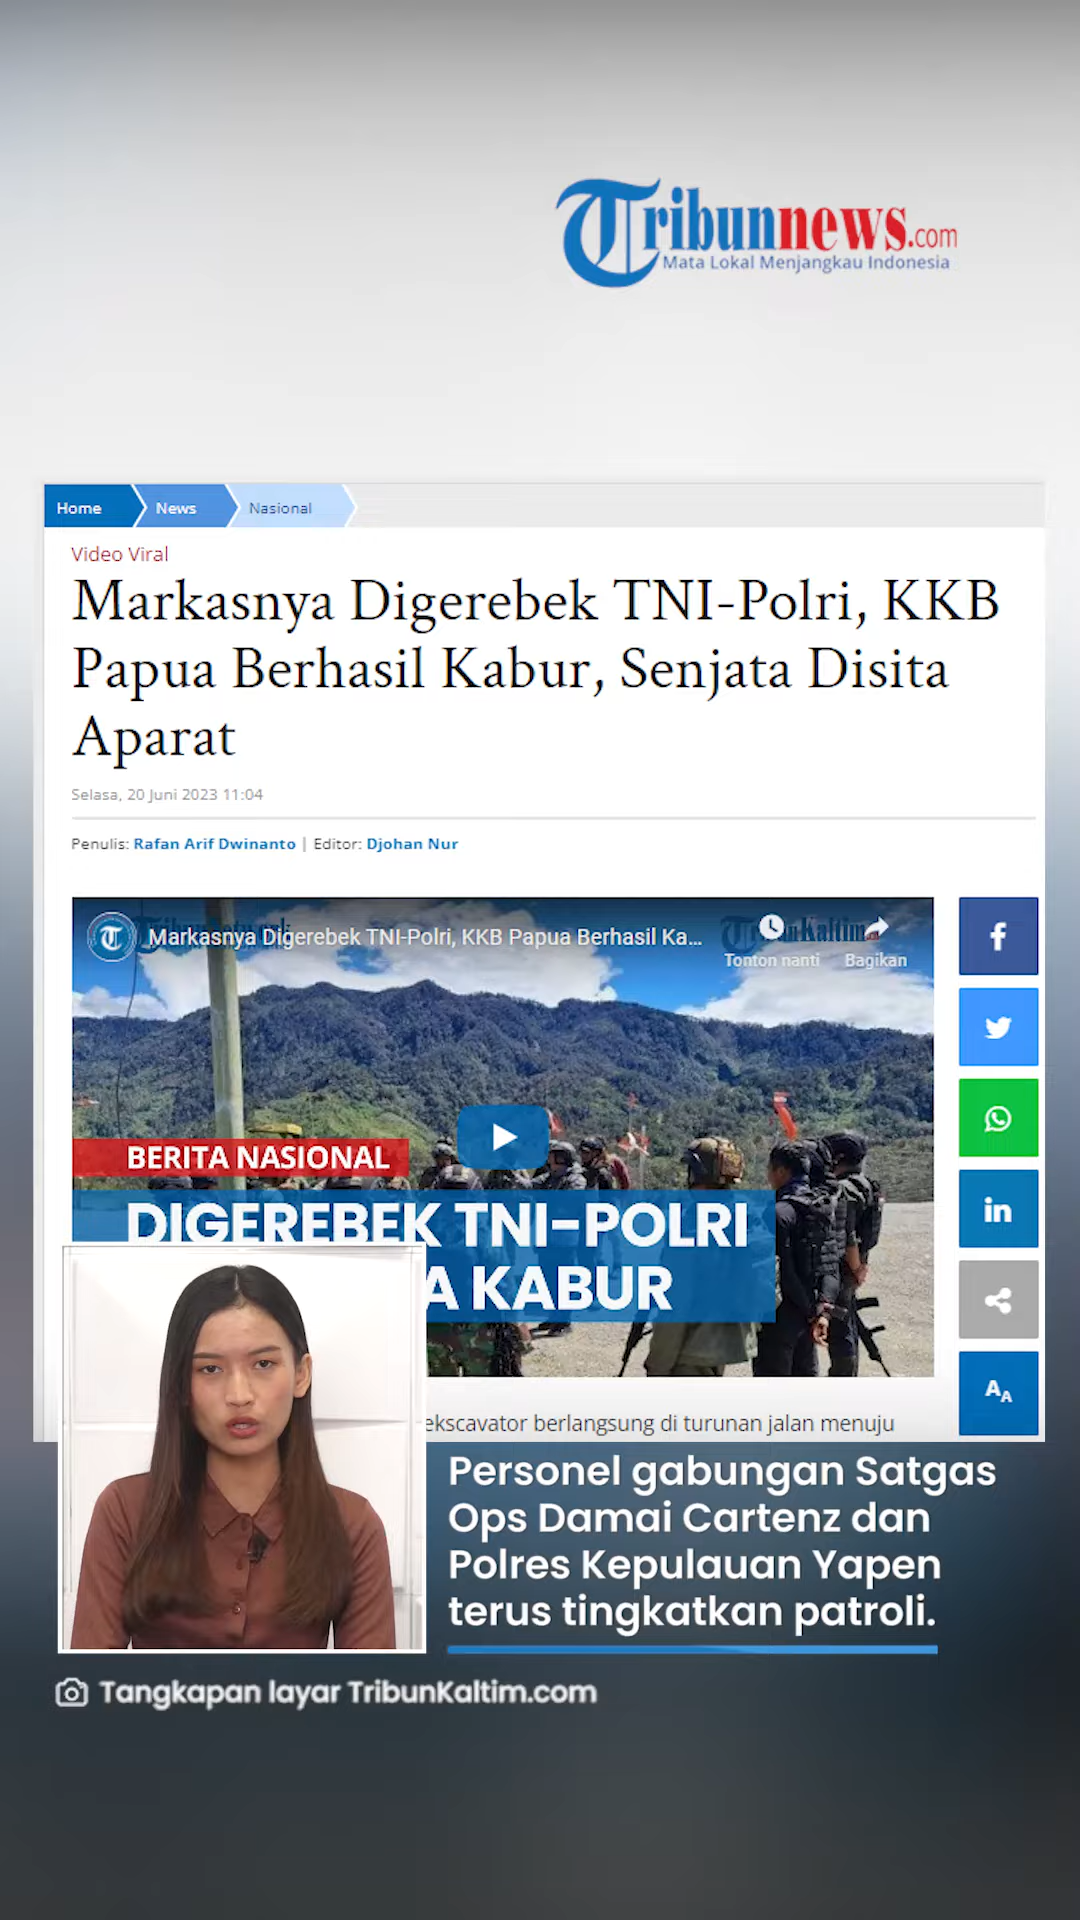 Tribunnews.com
Mata Lokal Menjangkau Indonesia
Home News Nasional
Video Viral
Markasnya Digerebek TNI-Polri, KKB
Papua Berhasil Kabur, Senjata Disita
Aparat
Selasa, 20 Juni 2023 11:04
Penulis: Rafan Arif Dwinanto | Editor: Djohan Nur
Markasnya Digerebek TNI-Polri, KKB Papua Berhasil Ka...
Tonton nanti Bagikan
BERITA NASIONAL
DIGEREBEK TNI-POLRI
A KABUR
ekscavator berlangsung di turunan jalan menuju
Personel gabungan Satgas
Ops Damai Cartenz dan
Polres Kepulauan Yapen
terus tingkatkan patroli.
Tangkapan layar TribunKaltim.com